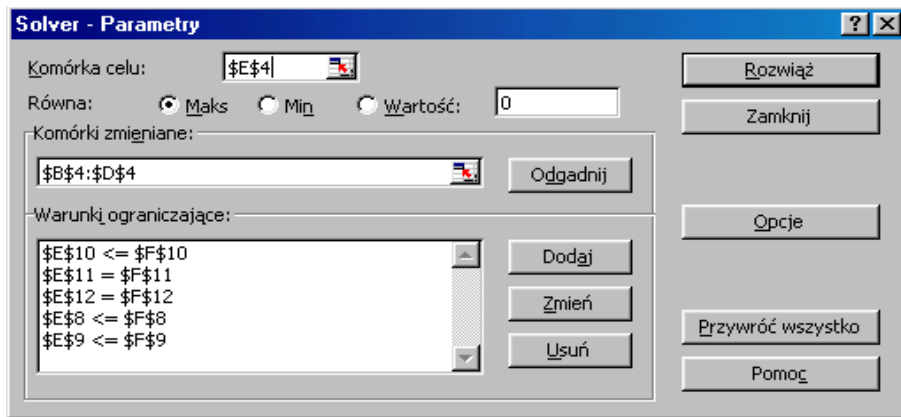 Solver - Parametry
Komórka celu: $E$4
Rozwiąż
Równa: Maks Min Wartość: 0
Zamknij
Komórki zmieniane:
$B$4:$D$4 Odgadnij
Warunki ograniczające:
Opcje
$E$10 <= $F$10
$E$11 = $F$11
$E$12 = $F$12
$E$8 <= $F$8
$E$9 <= $F$9
Dodaj
Zmień
Usuń
Przywróć wszystko
Pomoc